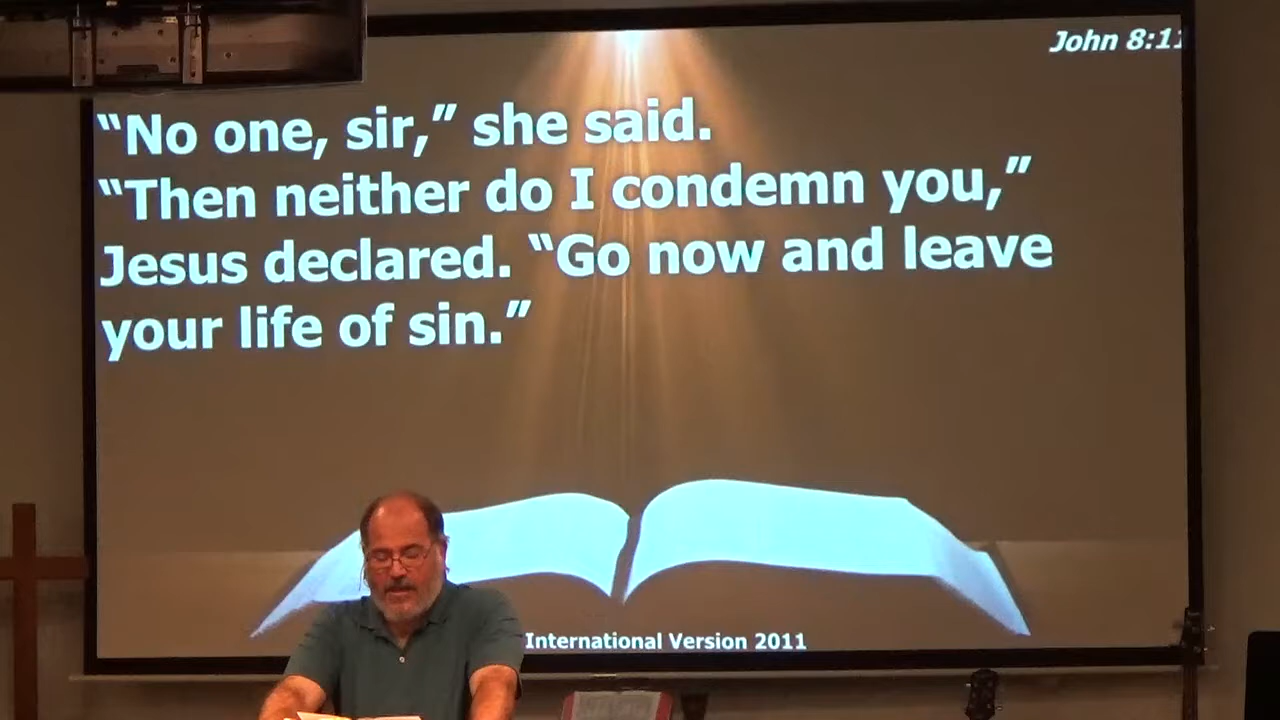 John 8:11
“No one, sir,” she said.
“Then neither do I condemn you,”
Jesus declared. “Go now and leave
your life of sin.”
International Version 2011